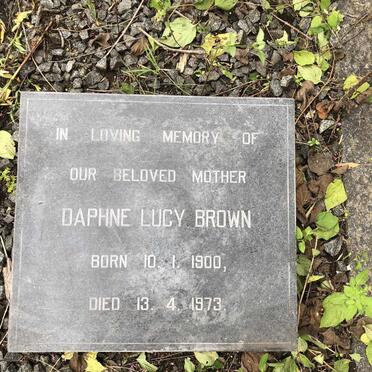 IN LOVING MEMORY OF
OUR BELOVED MOTHER
DAPHNE LUCY BROWN
BORN 10. 1. 1900,
DIED 13. 4. 1973.